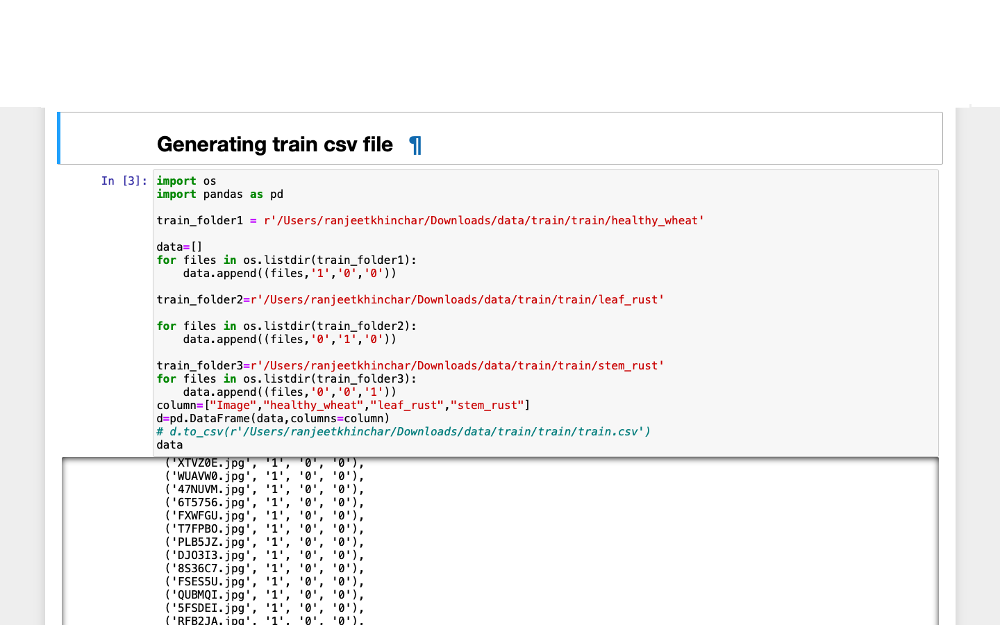 Generating train csv file ¶
In [3]:
import os
import pandas as pd
train_folder1 = r'/Users/ranjeetkhinchar/Downloads/data/train/train/healthy_wheat'
data=[]
for files in os.listdir(train_folder1):
    data.append((files,'1','0','0'))
train_folder2=r'/Users/ranjeetkhinchar/Downloads/data/train/train/leaf_rust'
for files in os.listdir(train_folder2):
    data.append((files,'0','1','0'))
train_folder3=r'/Users/ranjeetkhinchar/Downloads/data/train/train/stem_rust'
for files in os.listdir(train_folder3):
    data.append((files,'0','0','1'))
column=["Image","healthy_wheat","leaf_rust","stem_rust"]
d=pd.DataFrame(data,columns=column)
# d.to_csv(r'/Users/ranjeetkhinchar/Downloads/data/train/train/train.csv')
data
('XTVZ0E.jpg', '1', '0', '0'),
('WUAVW0.jpg', '1', '0', '0'),
('47NUVM.jpg', '1', '0', '0'),
('6T5756.jpg', '1', '0', '0'),
('FXWFGU.jpg', '1', '0', '0'),
('T7FPBO.jpg', '1', '0', '0'),
('PLB5JZ.jpg', '1', '0', '0'),
('DJO3I3.jpg', '1', '0', '0'),
('8S36C7.jpg', '1', '0', '0'),
('FSES5U.jpg', '1', '0', '0'),
('QUBMQI.jpg', '1', '0', '0'),
('5FSDEI.jpg', '1', '0', '0'),
('RFB2JA.jpg', '1', '0', '0'),